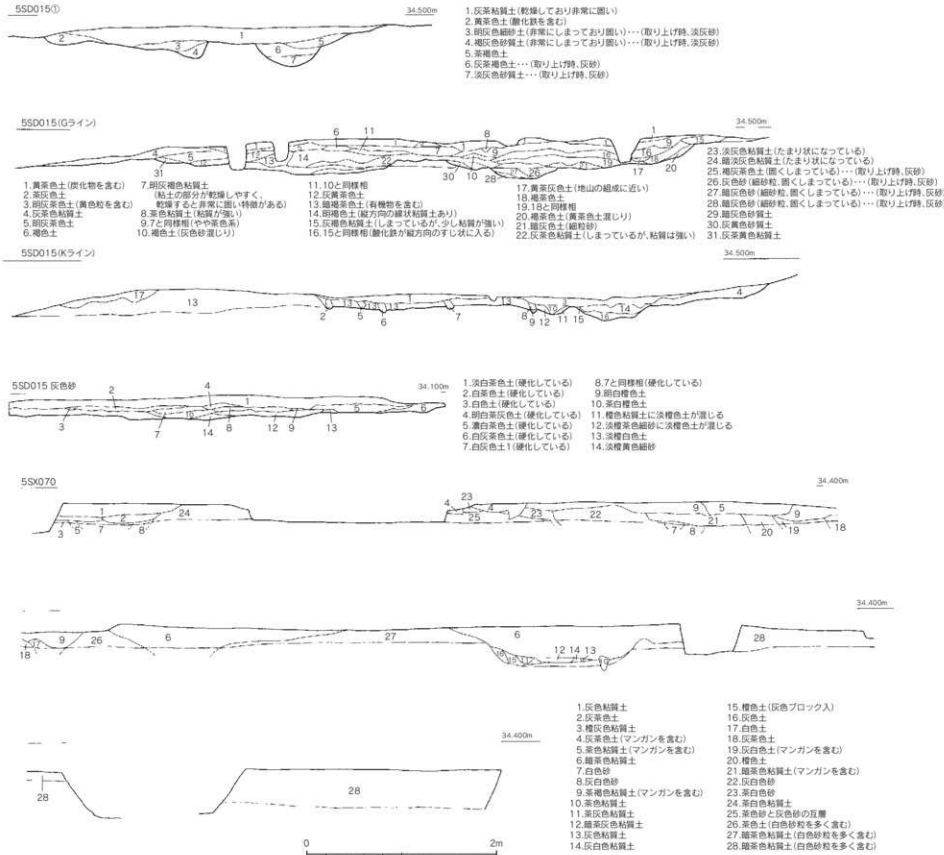 5SD015①
34.500m
1.灰茶粘質土(乾燥しており非常に固い)
2.黄茶色土(酸化鉄を含む)
3.明灰色細砂土(非常にしまっており固い)･･･(取り上げ時、淡灰砂)
4.褐灰色砂質土(非常にしまっており固い)･･･(取り上げ時、淡灰砂)
5.茶褐色土
6.灰茶褐色土･･･(取り上げ時、灰砂)
7.淡灰色砂質土･･･(取り上げ時、灰砂)
5SD015(Gライン)
34.500m
1.黄茶色土(炭化物を含む)
2.茶灰色土
3.明灰茶色土(黄色粒を含む)
4.灰茶色粘質土
5.明灰茶色土
6.褐色土
7.明灰褐色粘質土
(粘土の部分が乾燥しやすく、
乾燥すると非常に固い特徴がある)
8.茶色粘質土(粘質が強い)
9.7と同様相(やや茶色系)
10.褐色土(灰色砂混じり)
11.10と同様相
12.灰黄茶色土
13.暗褐茶色土(有機物を含む)
14.明褐色土(縦方向の線状粘質土あり)
15.灰褐色粘質土(しまっているが、少し粘質が強い)
16.15と同様相(酸化鉄が縦方向のすじ状に入る)
17.黄茶灰色土(地山の組成に近い)
18.褐茶色土
19.18と同様相
20.褐茶色土(黄茶色土混じり)
21.暗灰色土(細粒砂)
22.灰茶色粘質土(しまっているが、粘質は強い)
23.淡灰色粘質土(たまり状になっている)
24.暗淡灰色粘質土(たまり状になっている)
25.褐灰茶色土(固くしまっている)･･･(取り上げ時、灰砂)
26.灰色砂(細砂粒、固くしまっている)･･･(取り上げ時、灰砂)
27.暗灰色砂(細砂粒、固くしまっている)･･･(取り上げ時、灰砂)
28.暗灰色砂(細砂粒、固くしまっている)･･･(取り上げ時、灰砂)
29.暗灰色砂質土
30.灰黄色砂質土
31.灰茶黄色粘質土
5SD015(Kライン)
34.500m
5SD015 灰色砂
34.100m
1.淡白茶色土(硬化している)
2.白茶色土(硬化している)
3.白色土(硬化している)
4.明白茶灰色土(硬化している)
5.濃白茶色土(硬化している)
6.白灰茶色土(硬化している)
7.白灰色土1(硬化している)
8.7と同様相(硬化している)
9.明白橙色土
10.茶白橙色土
11.橙色粘質土に淡橙色土が混じる
12.淡橙茶色細砂に淡橙色土が混じる
13.淡橙白色土
14.淡橙黄色細砂
5SX070
34.400m
34.400m
34.400m
1.灰色粘質土
2.灰茶色土
3.橙灰色粘質土
4.灰茶色土(マンガンを含む)
5.茶色粘質土(マンガンを含む)
6.暗茶色粘質土
7.白色砂
8.灰白色砂
9.茶褐色粘質土(マンガンを含む)
10.茶色粘質土
11.茶灰色粘質土
12.暗茶灰色粘質土
13.灰色粘質土
14.灰白色粘質土
15.橙色土(灰色ブロック入)
16.灰色土
17.白色土
18.灰茶色土
19.灰白色土(マンガンを含む)
20.橙色土
21.暗茶色粘質土(マンガンを含む)
22.灰白色砂
23.茶白色砂
24.茶白色粘質土
25.茶色砂と灰色砂の互層
26.茶色土(白色砂粒を多く含む)
27.暗茶色粘質土(白色砂粒を多く含む)
28.暗茶色粘質土(白色砂粒を多く含む)
0 2m